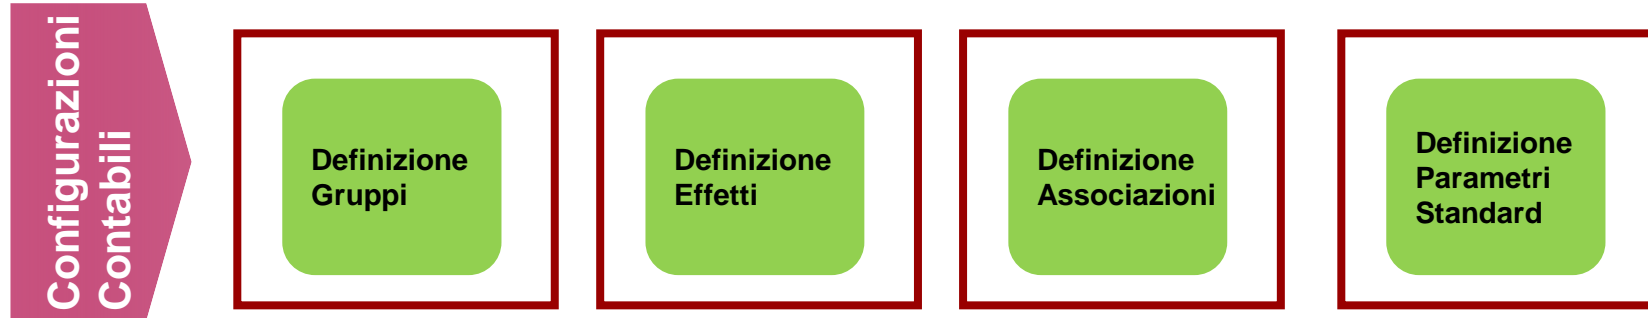 Configurazioni
Contabili
Definizione
Gruppi
Definizione
Effetti
Definizione
Associazioni
Definizione
Parametri
Standard